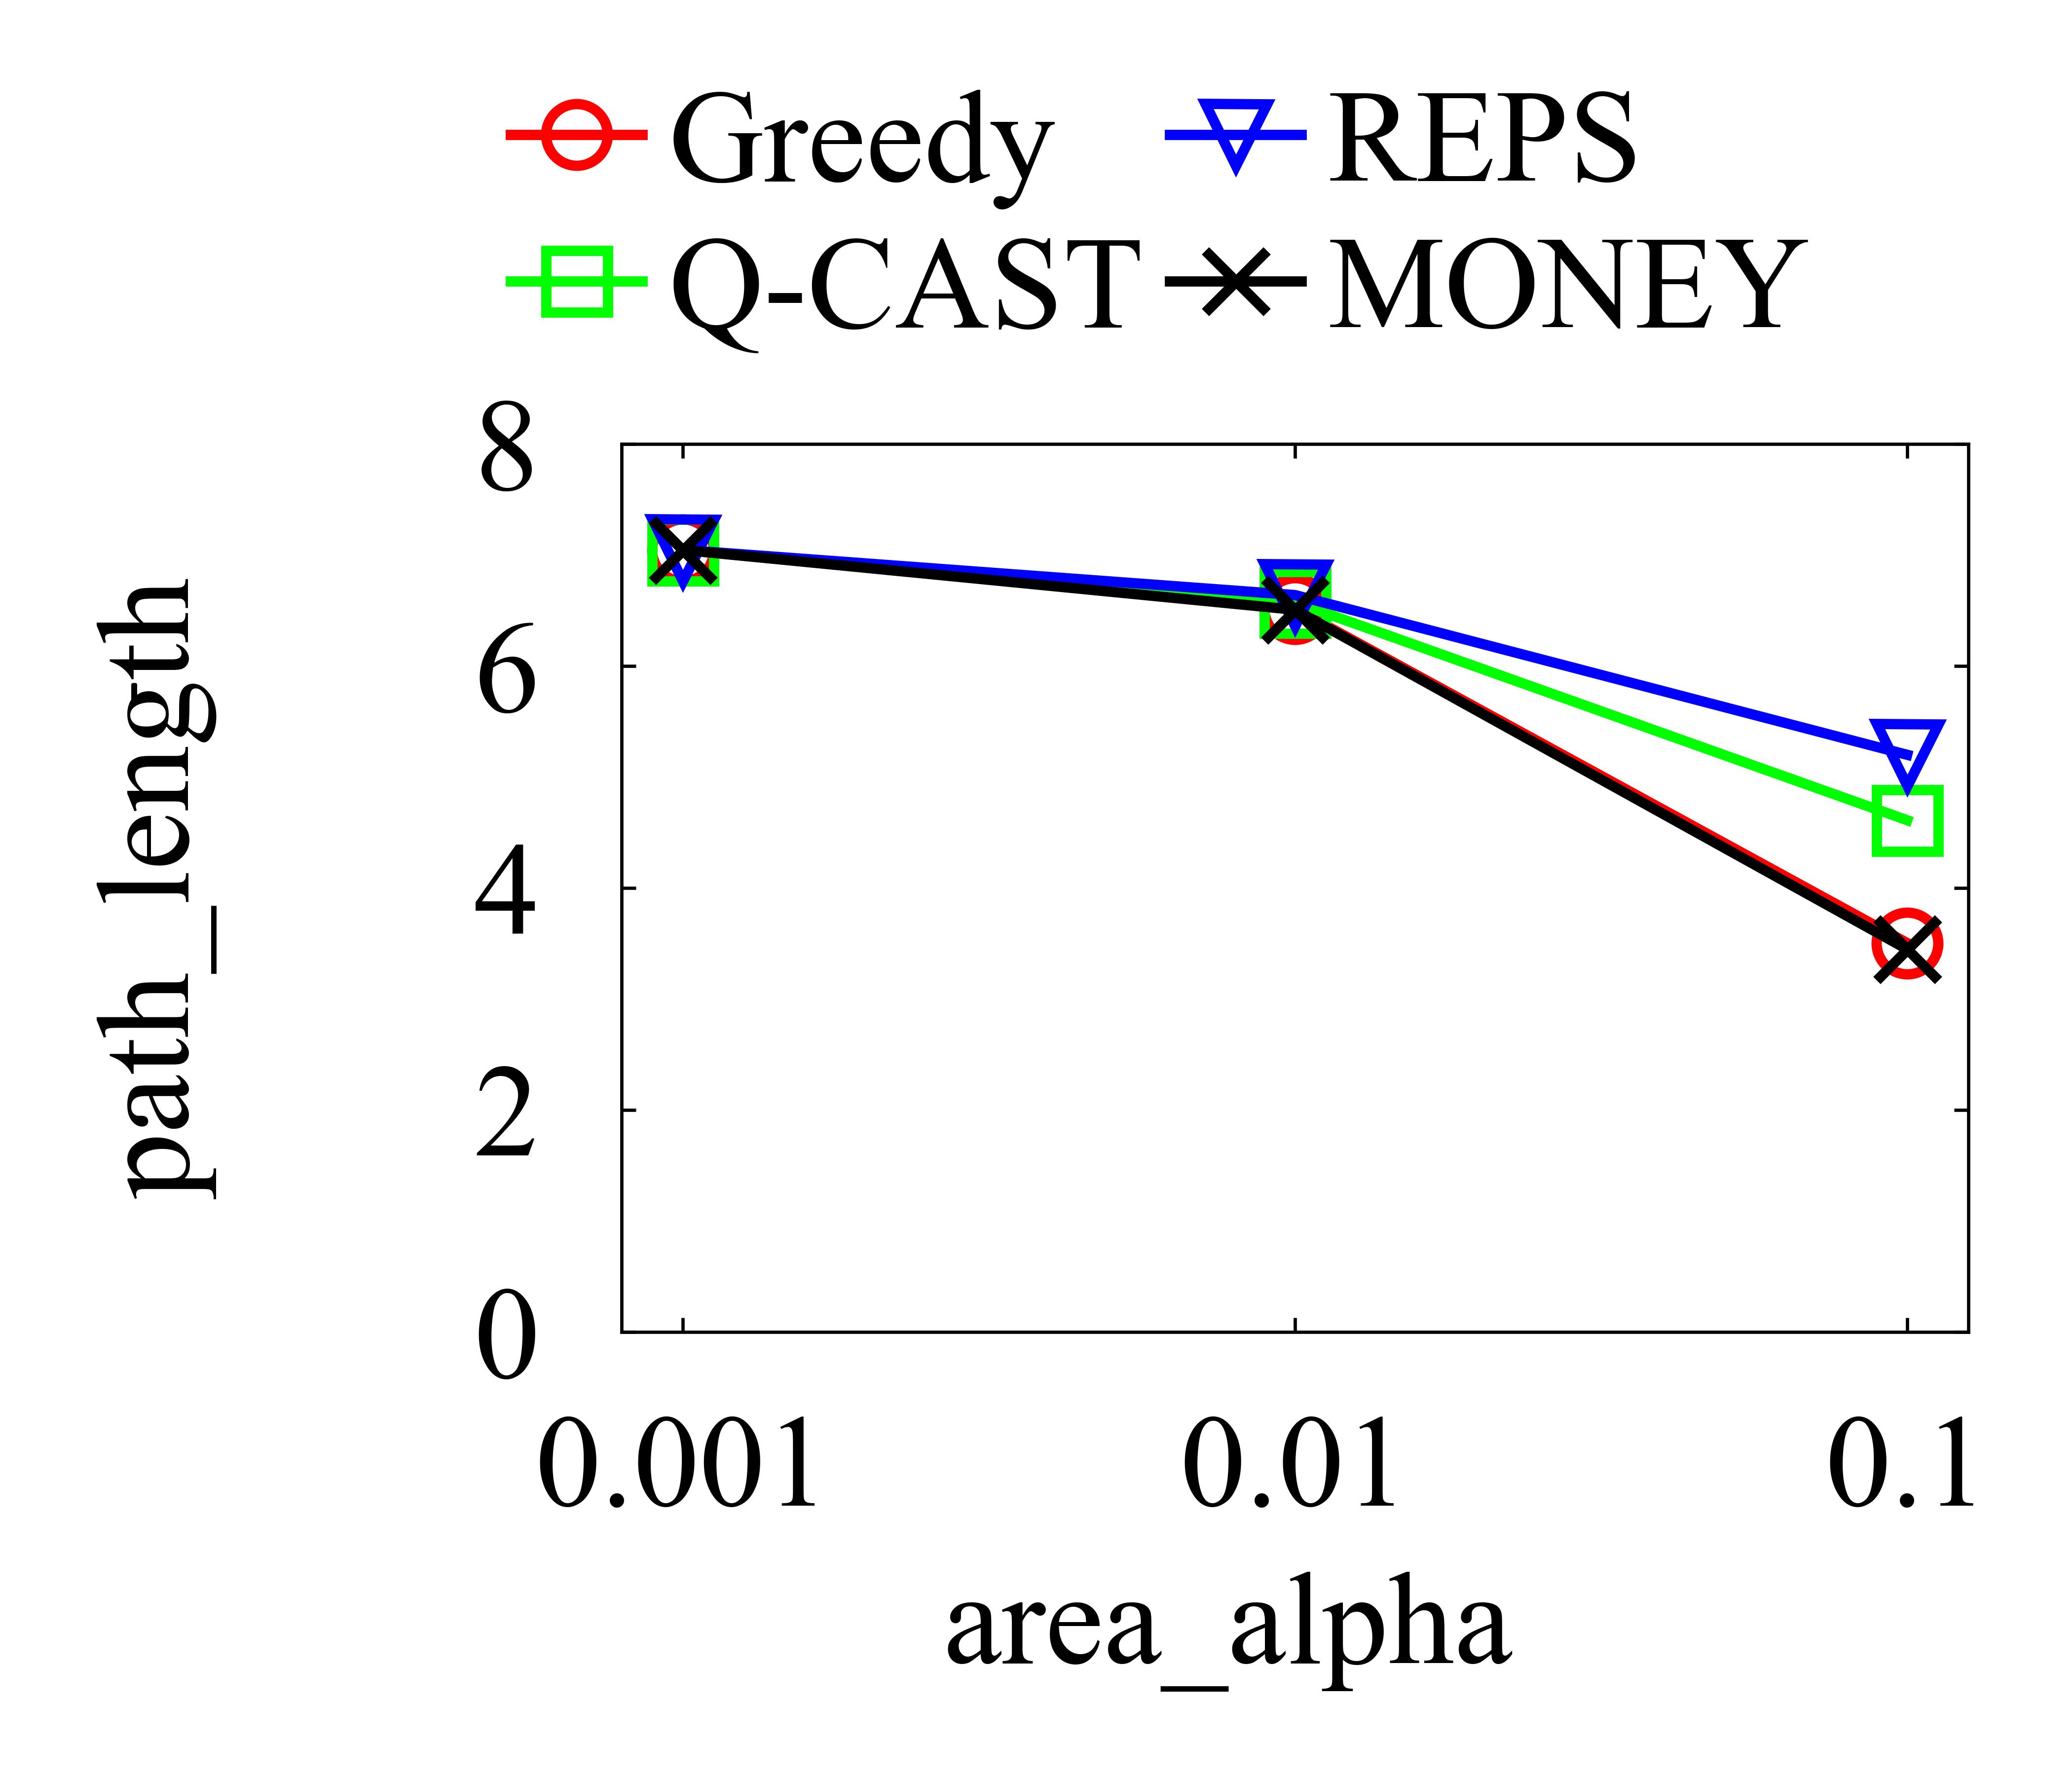 Greedy REPS
Q-CAST MONEY
8
6
4
2
0
path_length
0.001 0.01 0.1
area_alpha